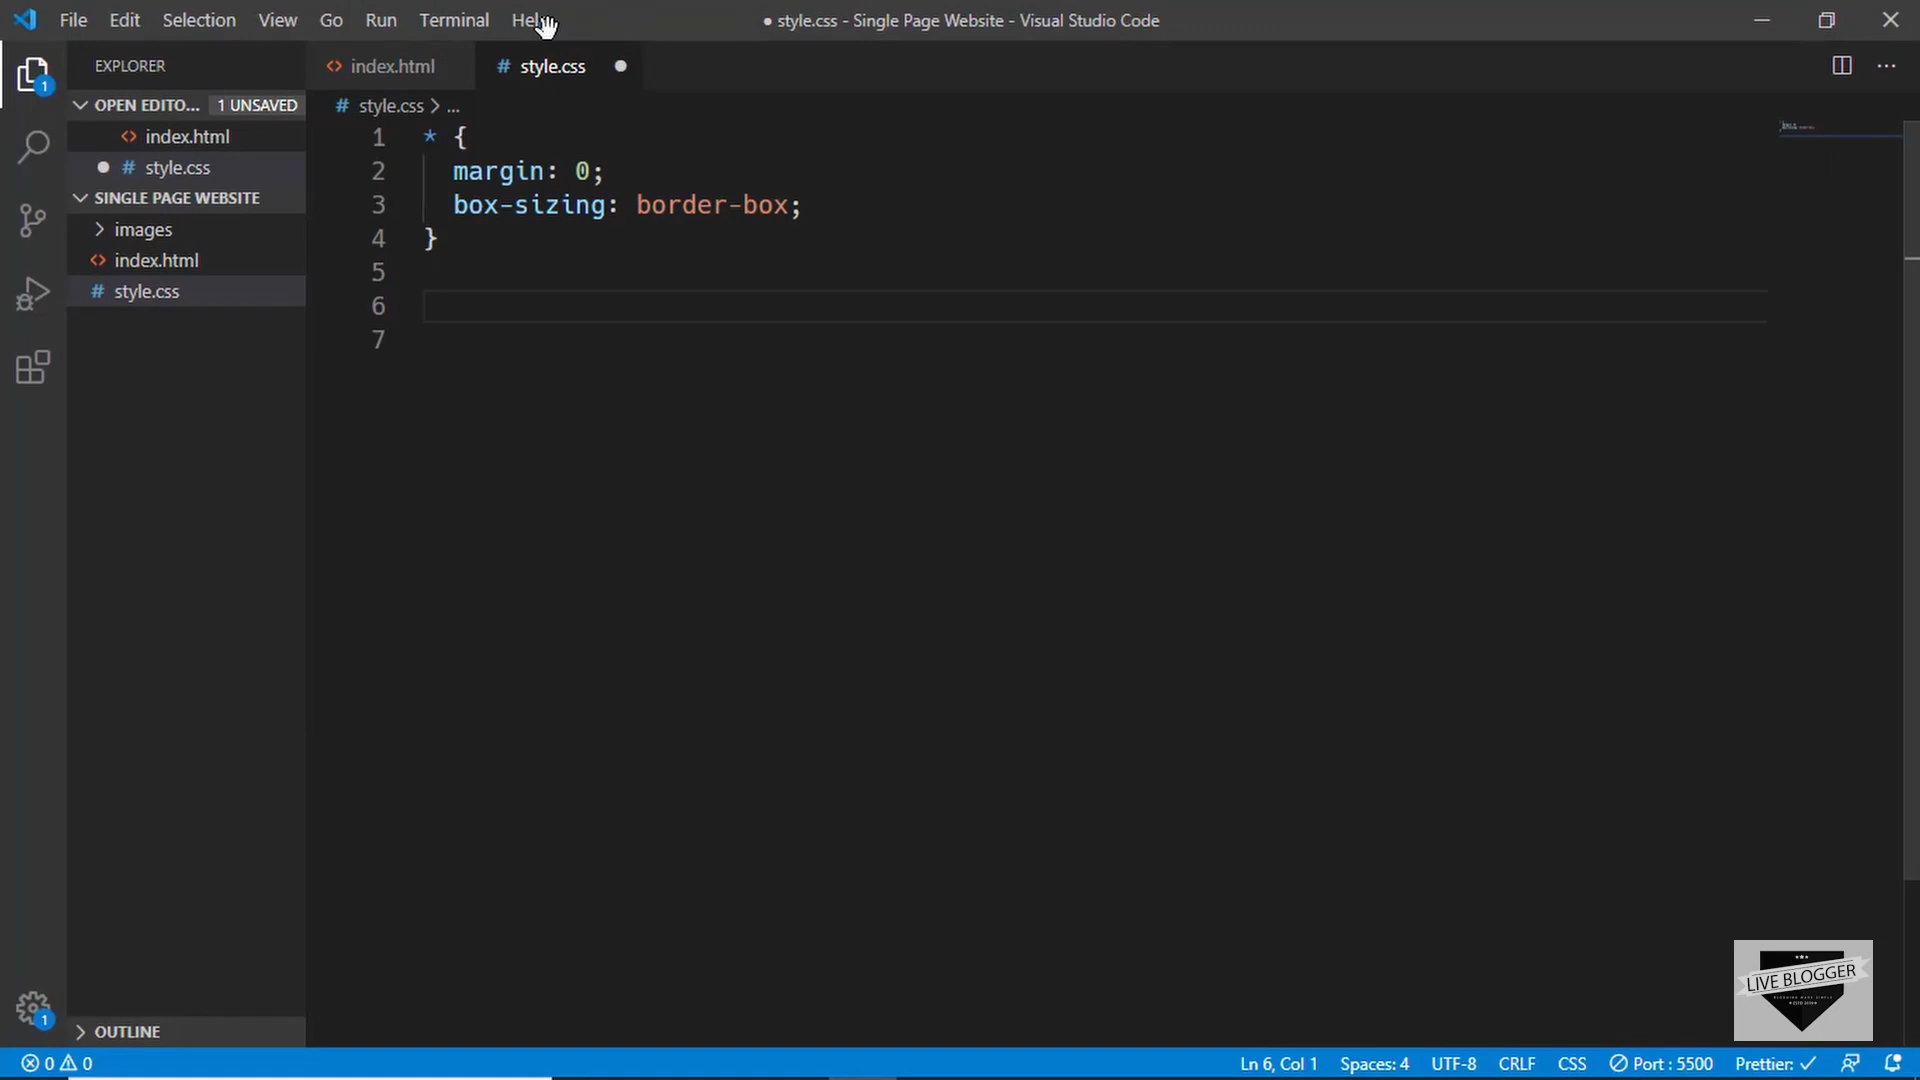 File Edit Selection View Go Run Terminal Hel
● style.css - Single Page Website - Visual Studio Code
EXPLORER
index.html
# style.css
OPEN EDITO... 1 UNSAVED
index.html
# style.css
SINGLE PAGE WEBSITE
images
index.html
# style.css
# style.css > ...
1 * {
2 margin: 0;
3 box-sizing: border-box;
4 }
5
6
7
1
1
OUTLINE
LIVE BLOGGER
0 0
Ln 6, Col 1 Spaces: 4 UTF-8 CRLF CSS Port : 5500 Prettier: ✓